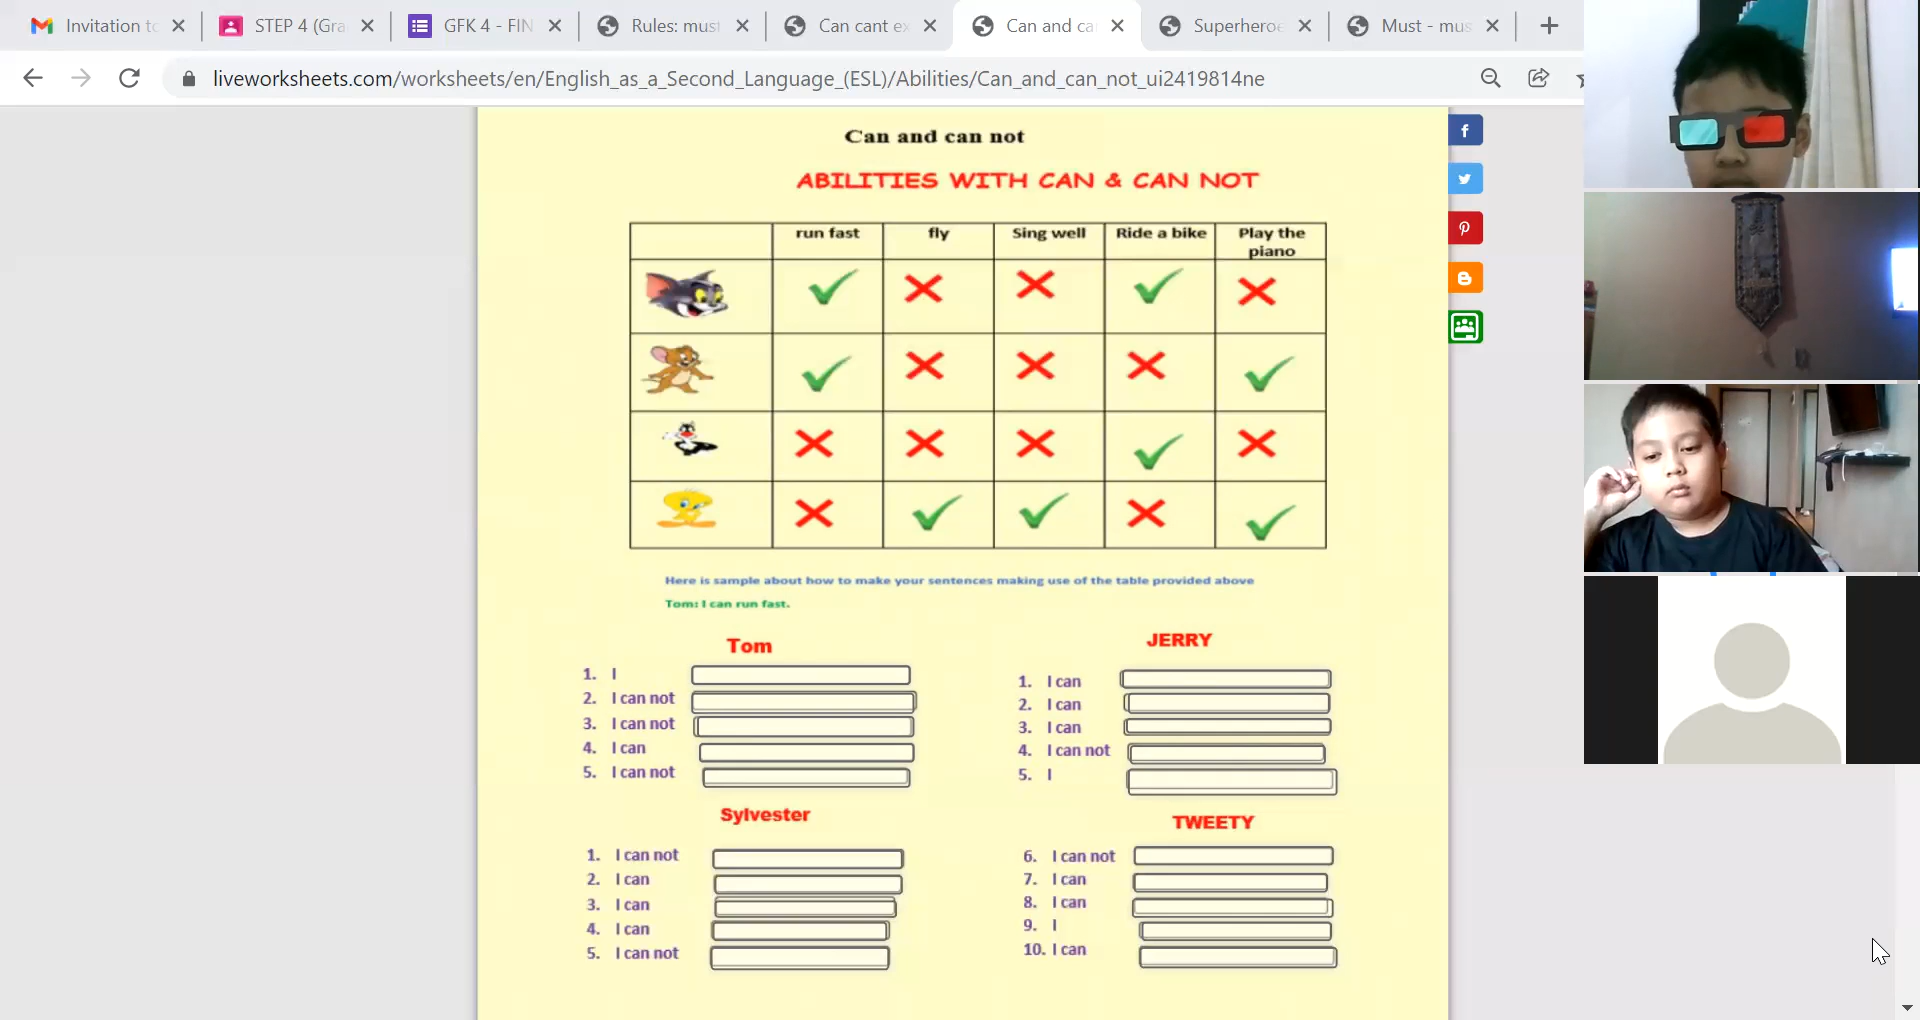 Invitation to
STEP 4 (Gra
GFK 4 - FIN
Rules: must
Can cant ex
Can and ca
Superheroe
Must - mus
liveworksheets.com/worksheets/en/English_as_a_Second_Language_(ESL)/Abilities/Can_and_can_not_ui2419814ne
Can and can not
ABILITIES WITH CAN & CAN NOT
run fast fly Sing well Ride a bike Play the piano
Here is sample about how to make your sentences making use of the table provided above
Tom: I can run fast.
Tom
1. I
2. I can not
3. I can not
4. I can
5. I can not
JERRY
1. I can
2. I can
3. I can
4. I can not
5. I
Sylvester
1. I can not
2. I can
3. I can
4. I can
5. I can not
TWEETY
6. I can not
7. I can
8. I can
9. I
10. I can